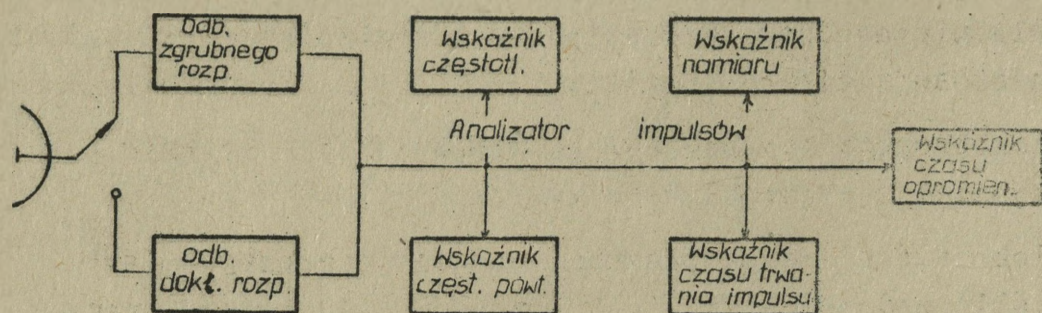 Odb.
zgrubnego
rozp.
Wskaźnik
częstotl.
Wskaźnik
namiaru
Analizator impulsów
Wskaźnik
czasu
opromien.
odb.
dokł. rozp.
Wskaźnik
częst. powt.
Wskaźnik
czasu trwa-
nia impulsu